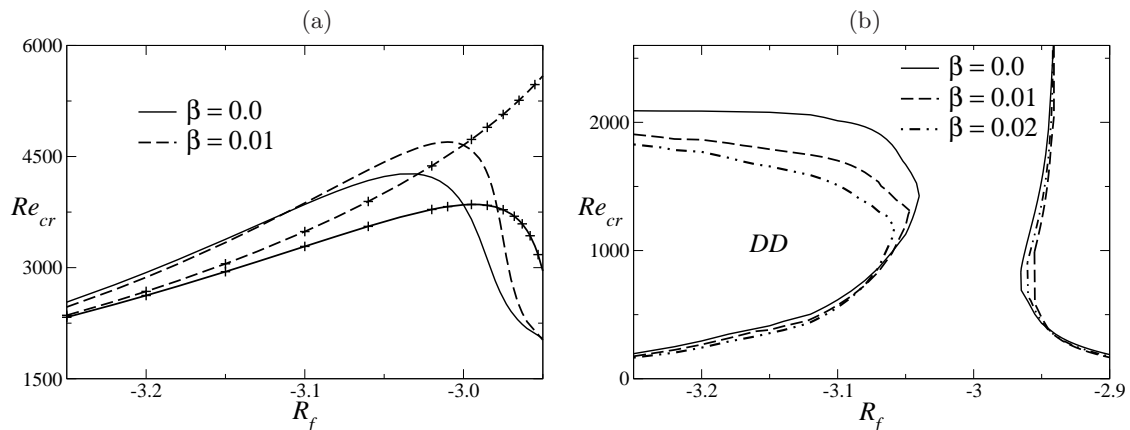 (a)
6000
4500
3000
1500
Re_cr
β = 0.0
β = 0.01
-3.2
-3.1
-3.0
R_f
(b)
2000
1000
0
Re_cr
β = 0.0
β = 0.01
β = 0.02
DD
-3.2
-3.1
-3
-2.9
R_f